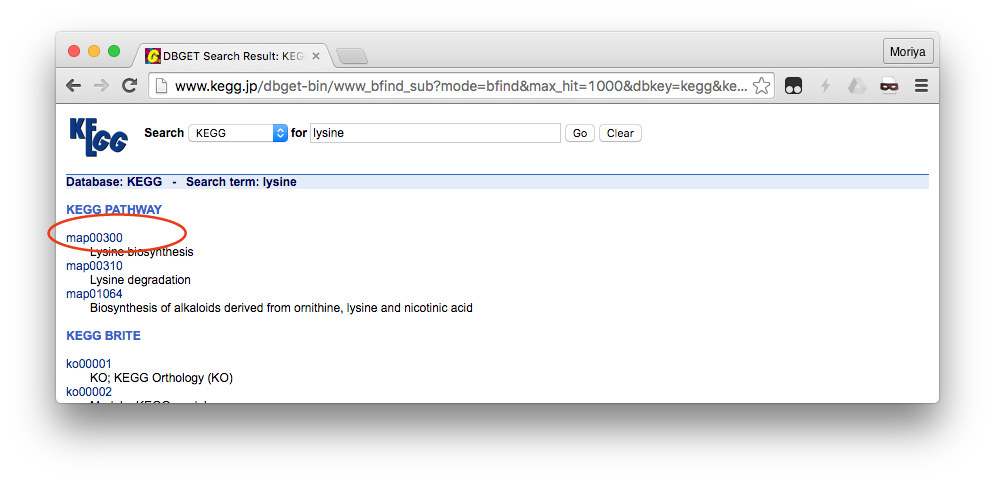 DBGET Search Result: KEG
Moriya
www.kegg.jp/dbget-bin/www_bfind_sub?mode=bfind&max_hit=1000&dbkey=kegg&ke...
KEGG Search KEGG for lysine Go Clear
Database: KEGG - Search term: lysine
KEGG PATHWAY
map00300
Lysine biosynthesis
map00310
Lysine degradation
map01064
Biosynthesis of alkaloids derived from ornithine, lysine and nicotinic acid
KEGG BRITE
ko00001
KO; KEGG Orthology (KO)
ko00002